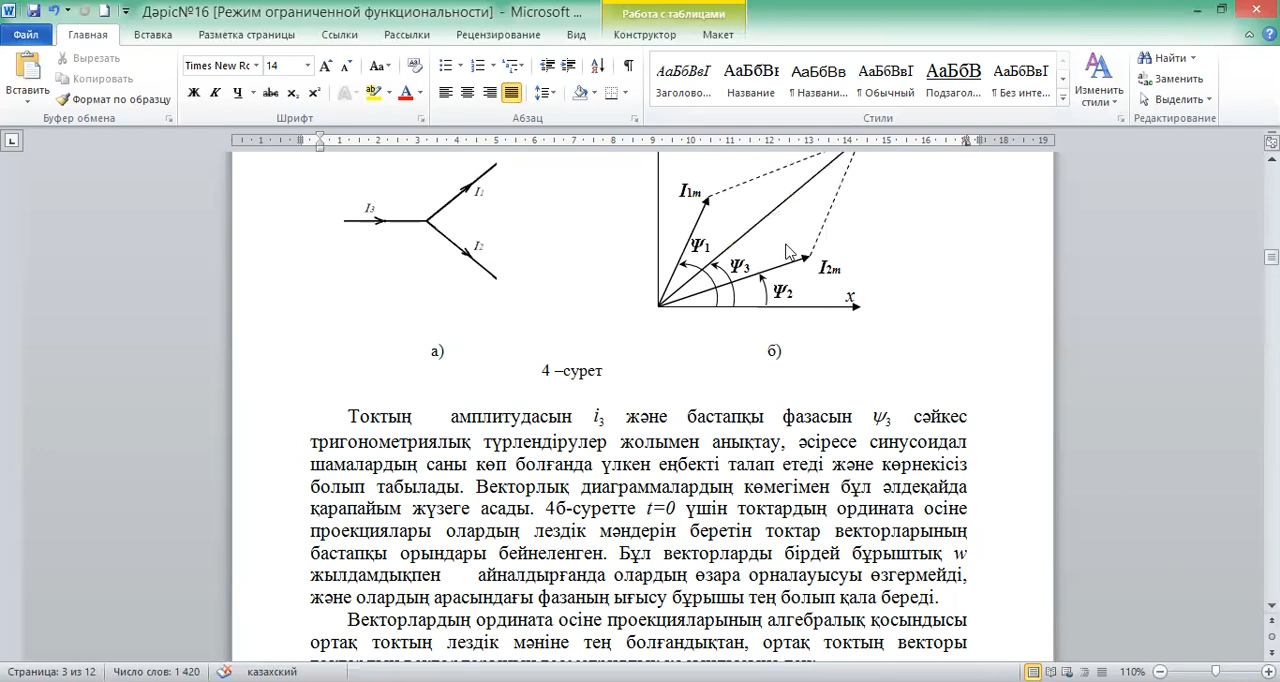 Дәріс№16 [Режим ограниченной функциональности] - Microsoft ...
Работа с таблицами
Файл Главная Вставка Разметка страницы Ссылки Рассылки Рецензирование Вид Конструктор Макет
Вставить
Вырезать
Копировать
Формат по образцу
Буфер обмена
Times New Rc 14
Ж К Ч abc x₂ x²
Шрифт
Абзац
АаБбВвІ АаБбВı АаБбВв АаБбВвІ АаБбВ АаБбВвІ
Заголово... Название ¶ Названи... ¶ Обычный Подзагол... ¶ Без инте...
Стили
Изменить
стили
Найти
Заменить
Выделить
Редактирование
I3
I1
I2
I1m
Ψ1
Ψ3
Ψ2
I2m
x
а) б)
4 –сурет
Токтың амплитудасын i3 және бастапқы фазасын ψ3 сәйкес
тригонометриялық түрлендірулер жолымен анықтау, әсіресе синусоидал
шамалардың саны көп болғанда үлкен еңбекті талап етеді және көрнекісіз
болып табылады. Векторлық диаграммалардың көмегімен бұл әлдеқайда
қарапайым жүзеге асады. 4б-суретте t=0 үшін токтардың ордината осіне
проекциялары олардың лездік мәндерін беретін токтар векторларының
бастапқы орындары бейнеленген. Бұл векторларды бірдей бұрыштық w
жылдамдықпен айналдырғанда олардың өзара орналауысуы өзгермейді,
және олардың арасындағы фазаның ығысу бұрышы тең болып қала береді.
Векторлардың ордината осіне проекцияларының алгебралық қосындысы
ортақ токтың лездік мәніне тең болғандықтан, ортақ токтың векторы
Страница: 3 из 12 Число слов: 1 420 казахский 110%